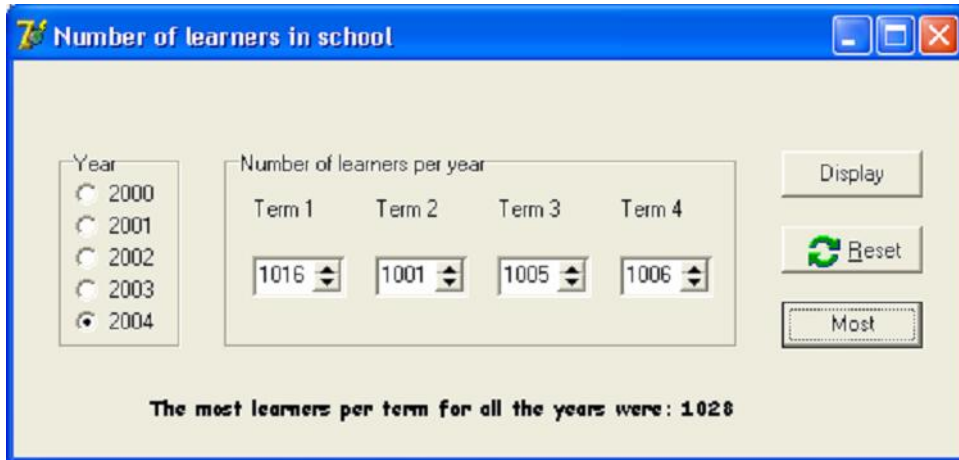 Number of learners in school
Year
2000
2001
2002
2003
2004
Number of learners per year
Term 1 Term 2 Term 3 Term 4
1016 1001 1005 1006
Display
Reset
Most
The most learners per term for all the years were: 1028